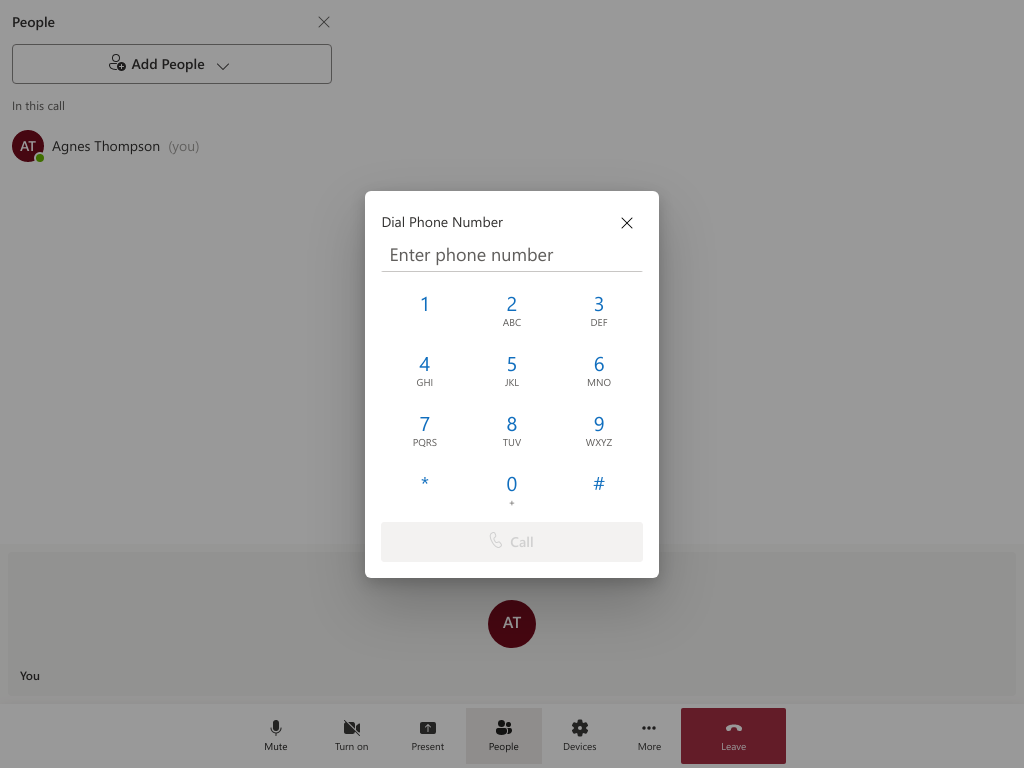 People
Add People
In this call
AT Agnes Thompson (you)
Dial Phone Number
Enter phone number
1 2 3
ABC DEF
4 5 6
GHI JKL MNO
7 8 9
PQRS TUV WXYZ
* 0 #
+
Call
AT
You
Mute Turn on Present People Devices More Leave